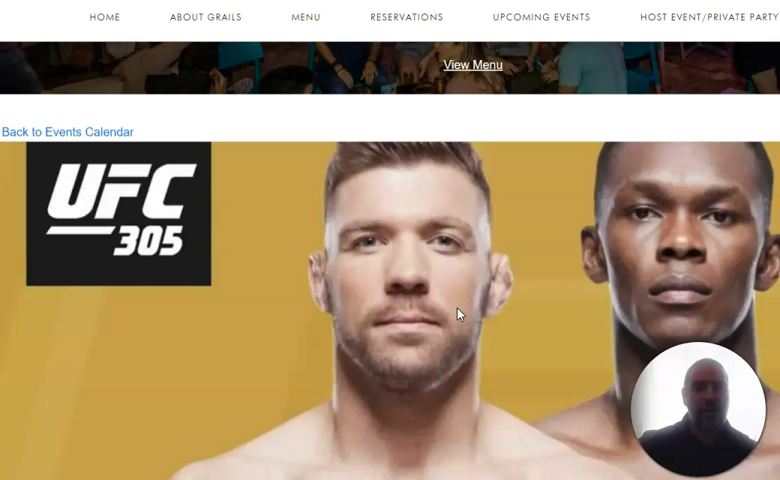 HOME ABOUT GRAILS MENU RESERVATIONS UPCOMING EVENTS HOST EVENT/PRIVATE PARTY
View Menu
Back to Events Calendar
UFC
305